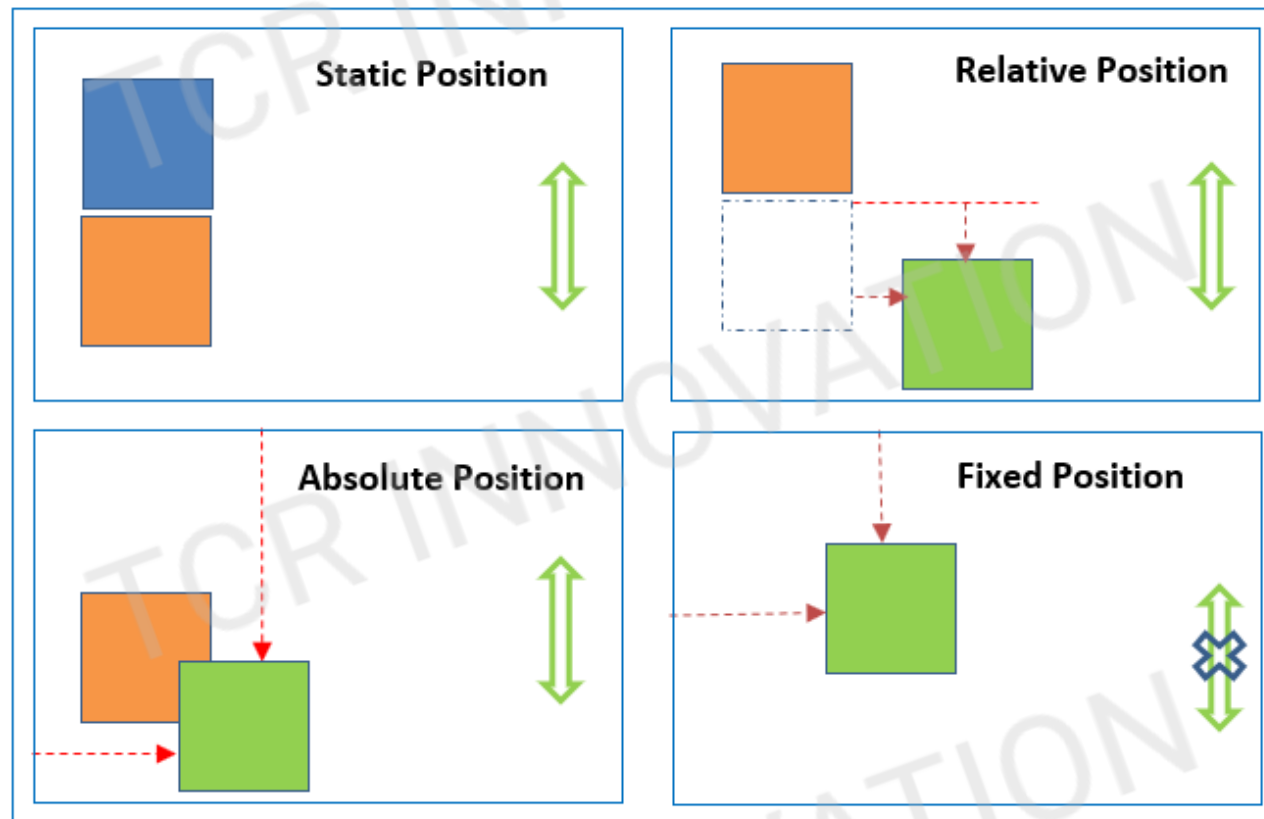 Static Position
Relative Position
Absolute Position
Fixed Position
TCR INNOVATION